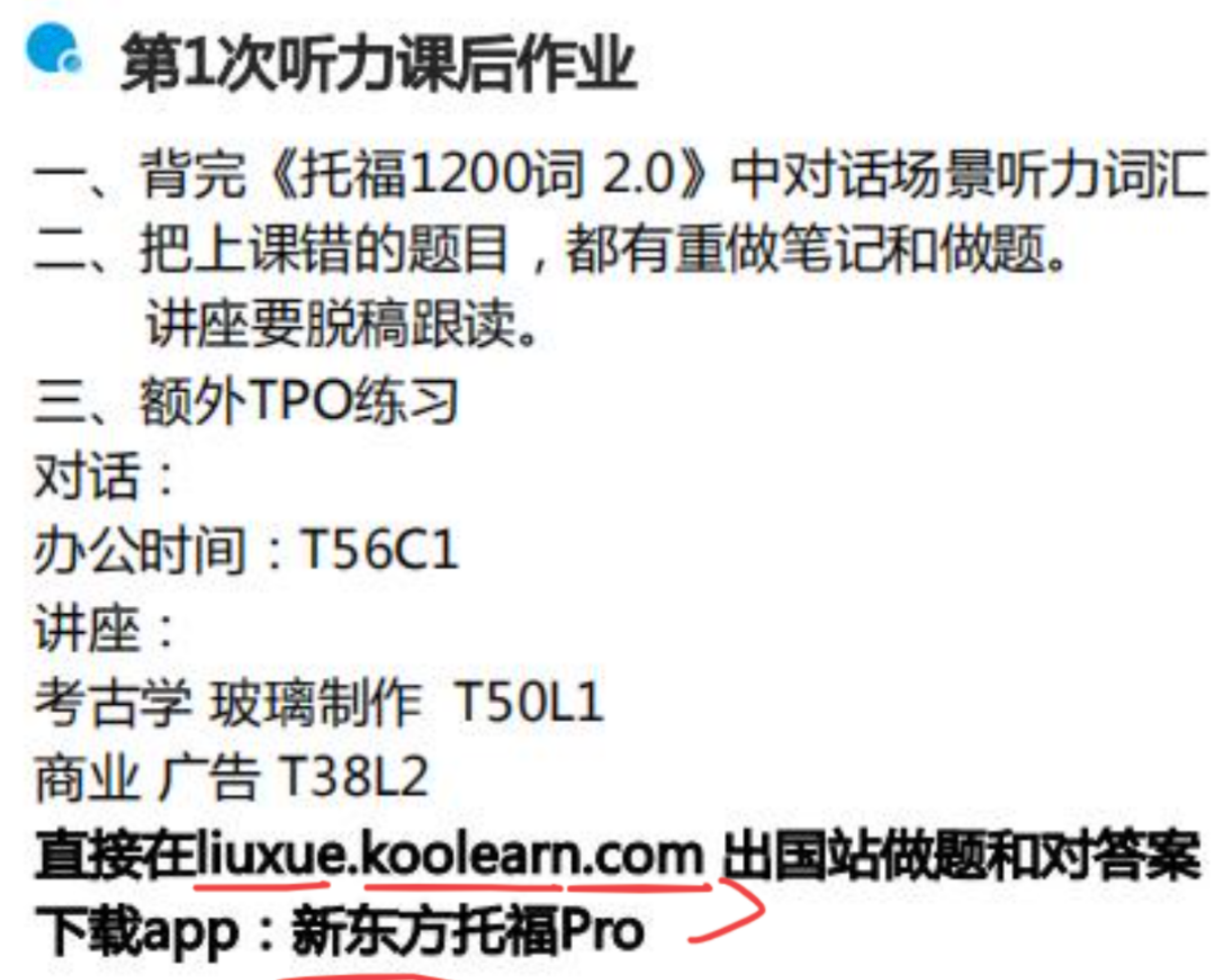 第1次听力课后作业
一、背完《托福1200词 2.0》中对话场景听力词汇
二、把上课错的题目，都有重做笔记和做题。
讲座要脱稿跟读。
三、额外TPO练习
对话：
办公时间：T56C1
讲座：
考古学 玻璃制作 T50L1
商业 广告 T38L2
直接在liuxue.koolearn.com 出国站做题和对答案
下载app：新东方托福Pro